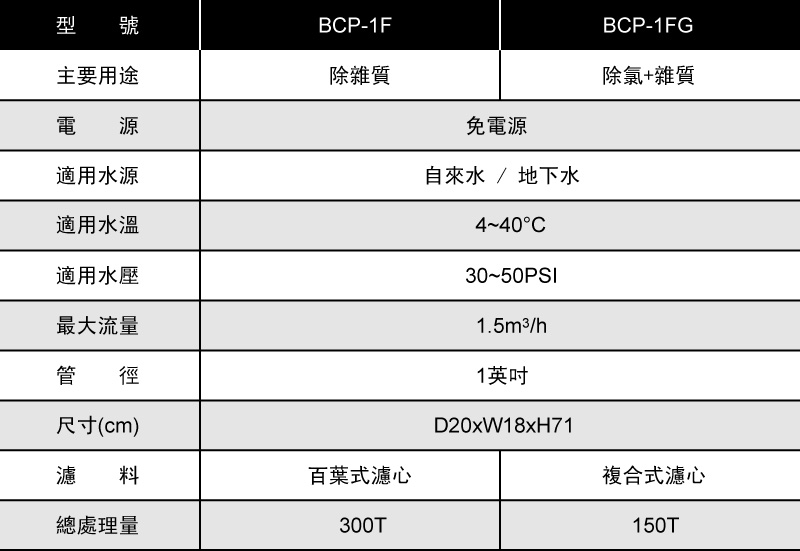 型　　號 BCP-1F BCP-1FG
主要用途 除雜質 除氯+雜質
電　　源 免電源
適用水源 自來水 / 地下水
適用水溫 4~40°C
適用水壓 30~50PSI
最大流量 1.5m³/h
管　　徑 1英吋
尺寸(cm) D20xW18xH71
濾　　料 百葉式濾心 複合式濾心
總處理量 300T 150T